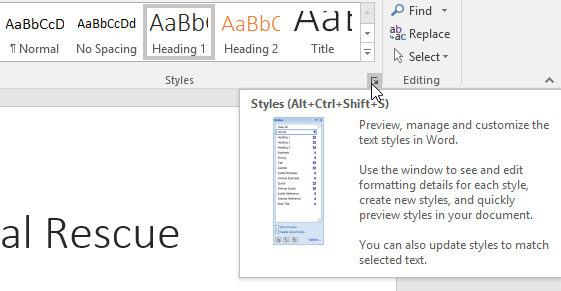 AaBbCcD AaBbCcDd AaBbC AaBbC AaB
¶ Normal No Spacing Heading 1 Heading 2 Title
Styles
Find
Replace
Select
Editing
Styles (Alt+Ctrl+Shift+S)
Preview, manage and customize the
text styles in Word.
Use the window to see and edit
formatting details for each style,
create new styles, and quickly
preview styles in your document.
You can also update styles to match
selected text.
al Rescue